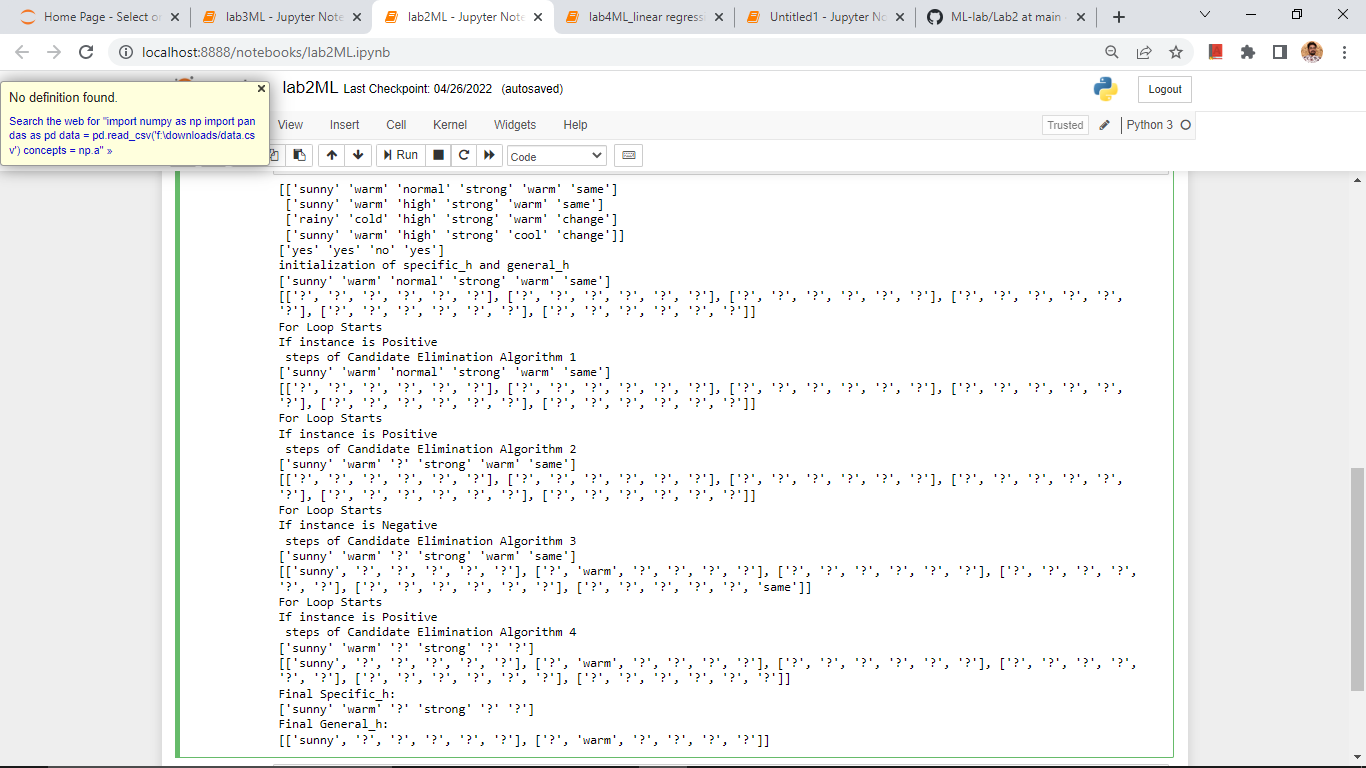 Home Page - Select or
lab3ML - Jupyter Note
lab2ML - Jupyter Note
lab4ML_linear regress
Untitled1 - Jupyter No
ML-lab/Lab2 at main -
localhost:8888/notebooks/lab2ML.ipynb
No definition found.
Search the web for "import numpy as np import pan
das as pd data = pd.read_csv('f:\downloads/data.cs
v') concepts = np.a" »
lab2ML Last Checkpoint: 04/26/2022 (autosaved)
Logout
View Insert Cell Kernel Widgets Help
Trusted
Python 3
Run
Code
[['sunny' 'warm' 'normal' 'strong' 'warm' 'same']
['sunny' 'warm' 'high' 'strong' 'warm' 'same']
['rainy' 'cold' 'high' 'strong' 'warm' 'change']
['sunny' 'warm' 'high' 'strong' 'cool' 'change']]
['yes' 'yes' 'no' 'yes']
initialization of specific_h and general_h
['sunny' 'warm' 'normal' 'strong' 'warm' 'same']
[['?', '?', '?', '?', '?', '?'], ['?', '?', '?', '?', '?', '?'], ['?', '?', '?', '?', '?', '?'], ['?', '?', '?', '?', '?',
'?'], ['?', '?', '?', '?', '?', '?'], ['?', '?', '?', '?', '?', '?']]
For Loop Starts
If instance is Positive
steps of Candidate Elimination Algorithm 1
['sunny' 'warm' 'normal' 'strong' 'warm' 'same']
[['?', '?', '?', '?', '?', '?'], ['?', '?', '?', '?', '?', '?'], ['?', '?', '?', '?', '?', '?'], ['?', '?', '?', '?', '?',
'?'], ['?', '?', '?', '?', '?', '?'], ['?', '?', '?', '?', '?', '?']]
For Loop Starts
If instance is Positive
steps of Candidate Elimination Algorithm 2
['sunny' 'warm' '?' 'strong' 'warm' 'same']
[['?', '?', '?', '?', '?', '?'], ['?', '?', '?', '?', '?', '?'], ['?', '?', '?', '?', '?', '?'], ['?', '?', '?', '?', '?',
'?'], ['?', '?', '?', '?', '?', '?'], ['?', '?', '?', '?', '?', '?']]
For Loop Starts
If instance is Negative
steps of Candidate Elimination Algorithm 3
['sunny' 'warm' '?' 'strong' 'warm' 'same']
[['sunny', '?', '?', '?', '?', '?'], ['?', 'warm', '?', '?', '?', '?'], ['?', '?', '?', '?', '?', '?'], ['?', '?', '?', '?',
'?', '?'], ['?', '?', '?', '?', '?', '?'], ['?', '?', '?', '?', '?', 'same']]
For Loop Starts
If instance is Positive
steps of Candidate Elimination Algorithm 4
['sunny' 'warm' '?' 'strong' '?' '?']
[['sunny', '?', '?', '?', '?', '?'], ['?', 'warm', '?', '?', '?', '?'], ['?', '?', '?', '?', '?', '?'], ['?', '?', '?', '?',
'?', '?'], ['?', '?', '?', '?', '?', '?'], ['?', '?', '?', '?', '?', '?']]
Final Specific_h:
['sunny' 'warm' '?' 'strong' '?' '?']
Final General_h:
[['sunny', '?', '?', '?', '?', '?'], ['?', 'warm', '?', '?', '?', '?']]